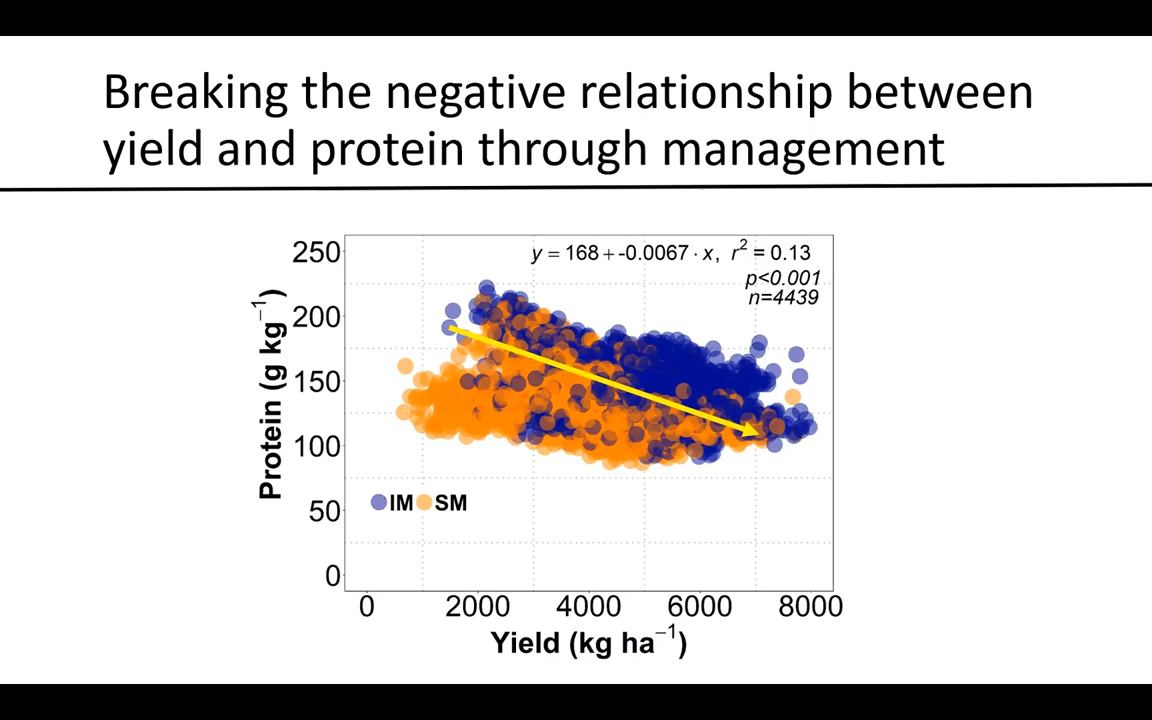 Breaking the negative relationship between
yield and protein through management
y = 168 + -0.0067 · x, r² = 0.13
p<0.001
n=4439
Protein (g kg⁻¹)
250
200
150
100
50
0
IM SM
0 2000 4000 6000 8000
Yield (kg ha⁻¹)